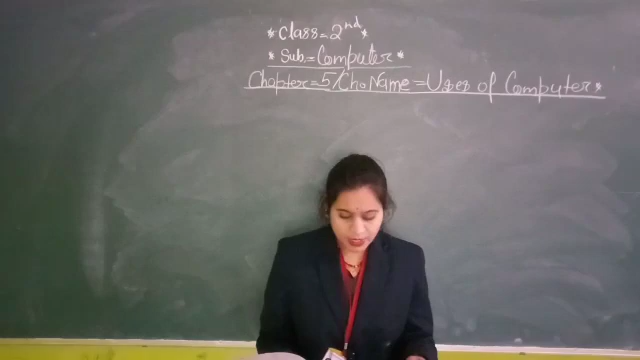 * Class = 2nd *
* Sub. = Computer *
Chapter = 5 / Ch. Name = Uses of Computer *